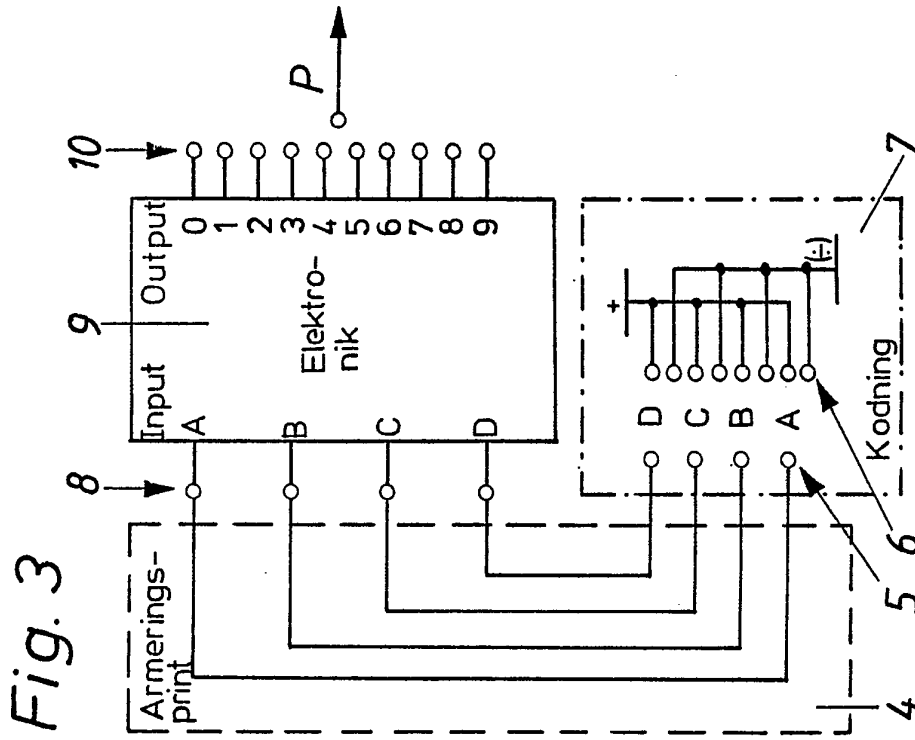 Fig. 3
Armerings-
print
4
8
9
10
Input
Output
A
B
C
D
Elektro-
nik
0
1
2
3
4
5
6
7
8
9
P
D
C
B
A
+
(÷)
Kodning
5
6
7